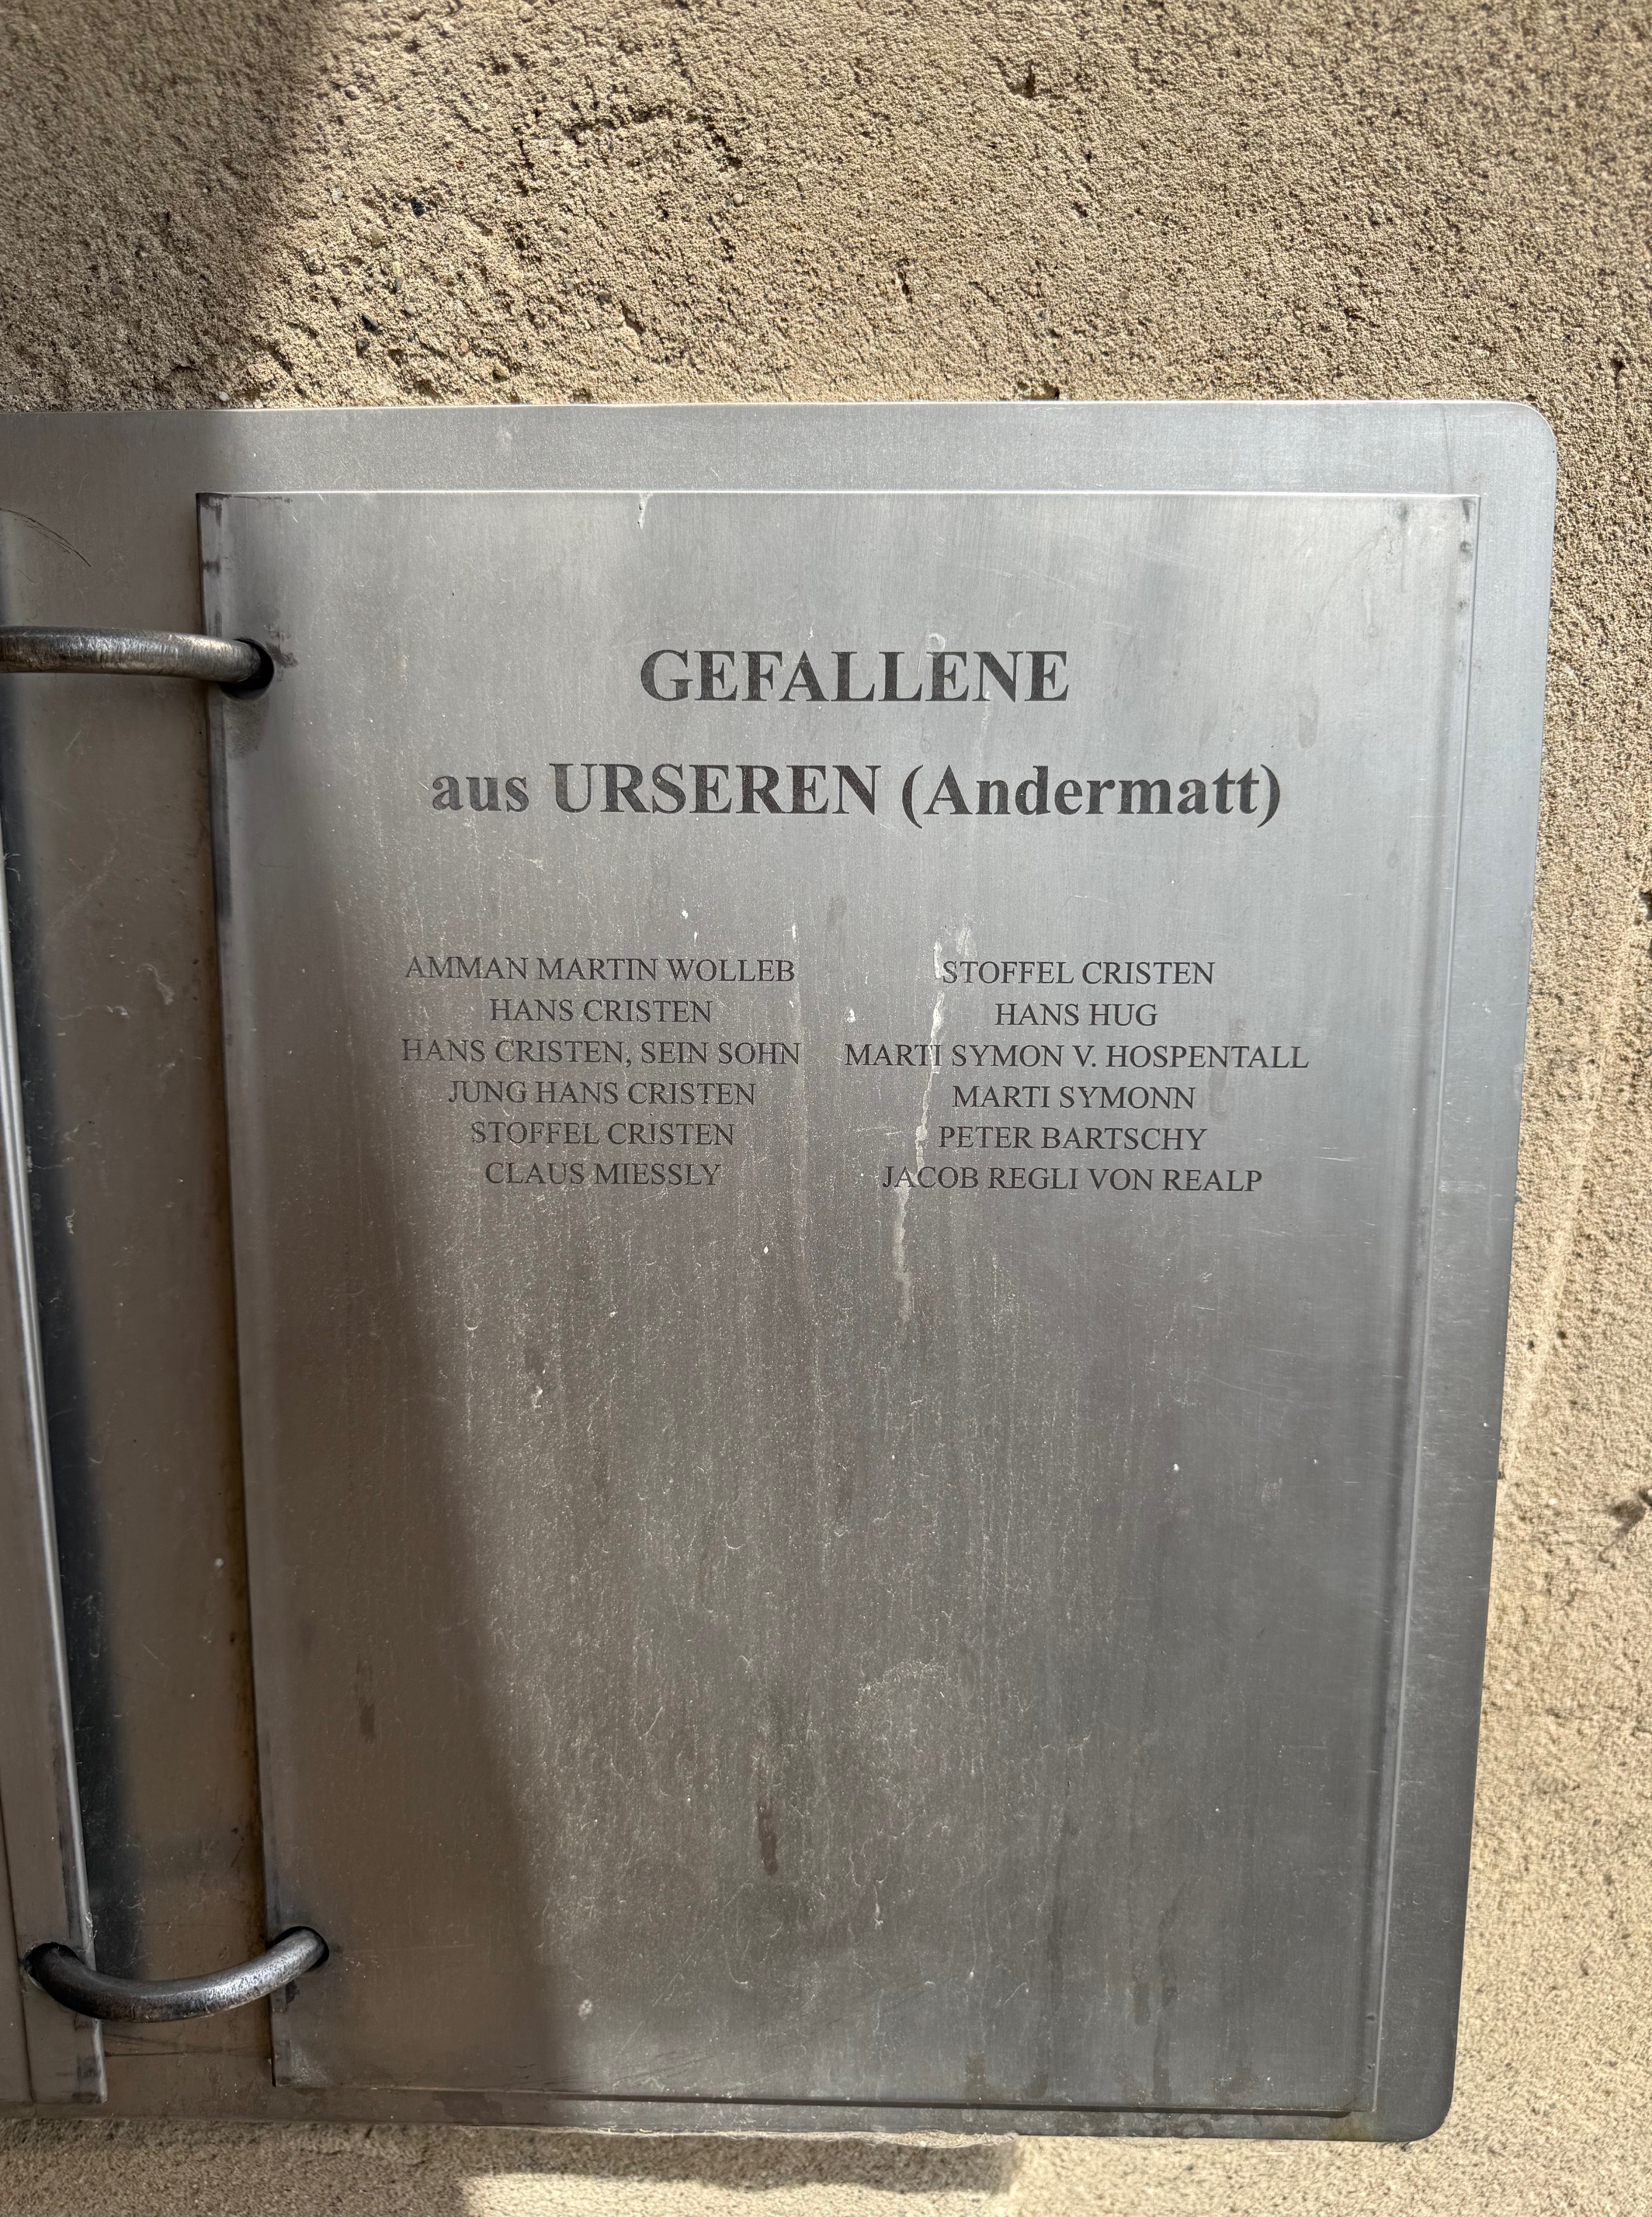 GEFALLENE
aus URSEREN (Andermatt)
AMMAN MARTIN WOLLEB
HANS CRISTEN
HANS CRISTEN, SEIN SOHN
JUNG HANS CRISTEN
STOFFEL CRISTEN
CLAUS MIESSLY
STOFFEL CRISTEN
HANS HUG
MARTI SYMON V. HOSPENTALL
MARTI SYMONN
PETER BARTSCHY
JACOB REGLI VON REALP